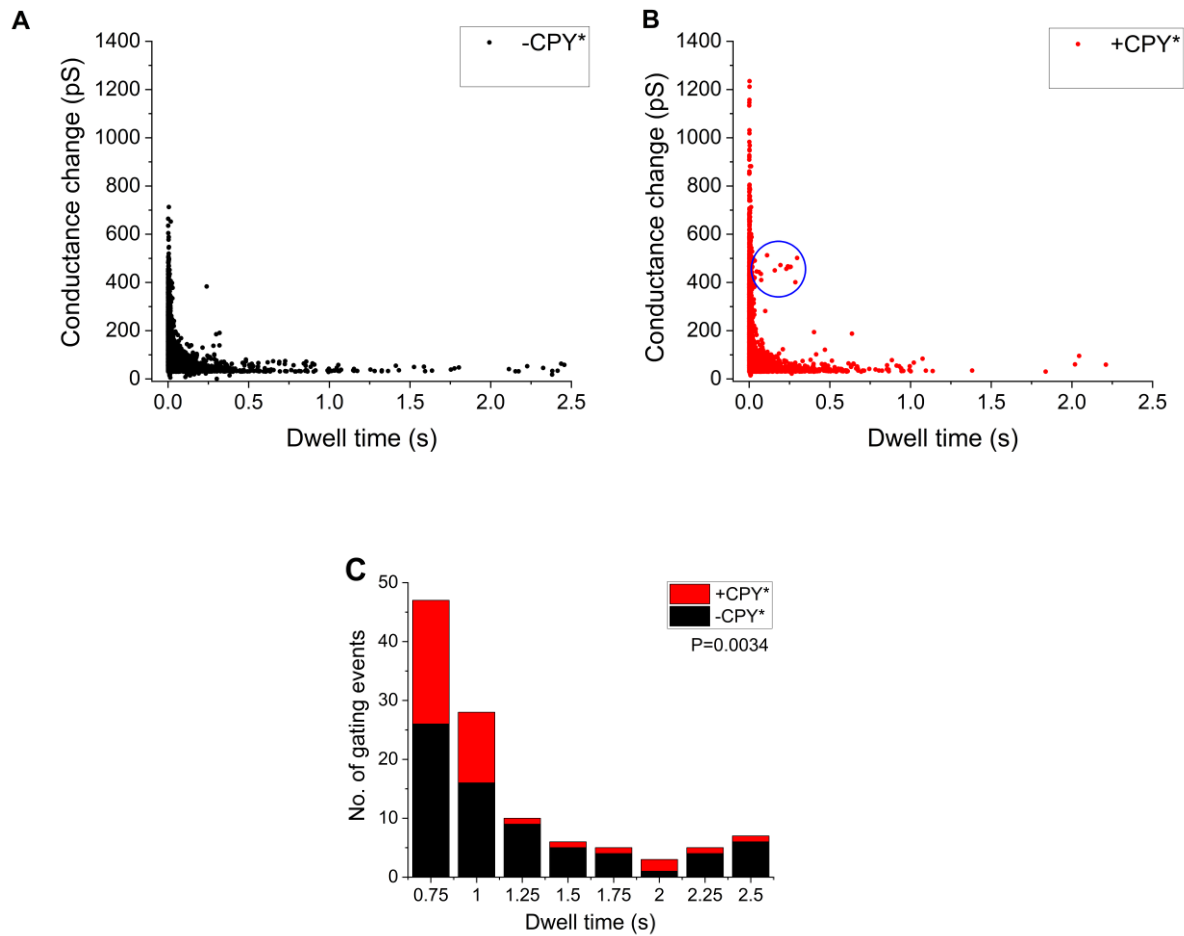 A
Conductance change (pS)
1400
1200
1000
800
600
400
200
0
-CPY*
0.0 0.5 1.0 1.5 2.0 2.5
Dwell time (s)
B
Conductance change (pS)
1400
1200
1000
800
600
400
200
0
+CPY*
0.0 0.5 1.0 1.5 2.0 2.5
Dwell time (s)
C
No. of gating events
50
40
30
20
10
0
+CPY*
-CPY*
P=0.0034
0.75 1 1.25 1.5 1.75 2 2.25 2.5
Dwell time (s)